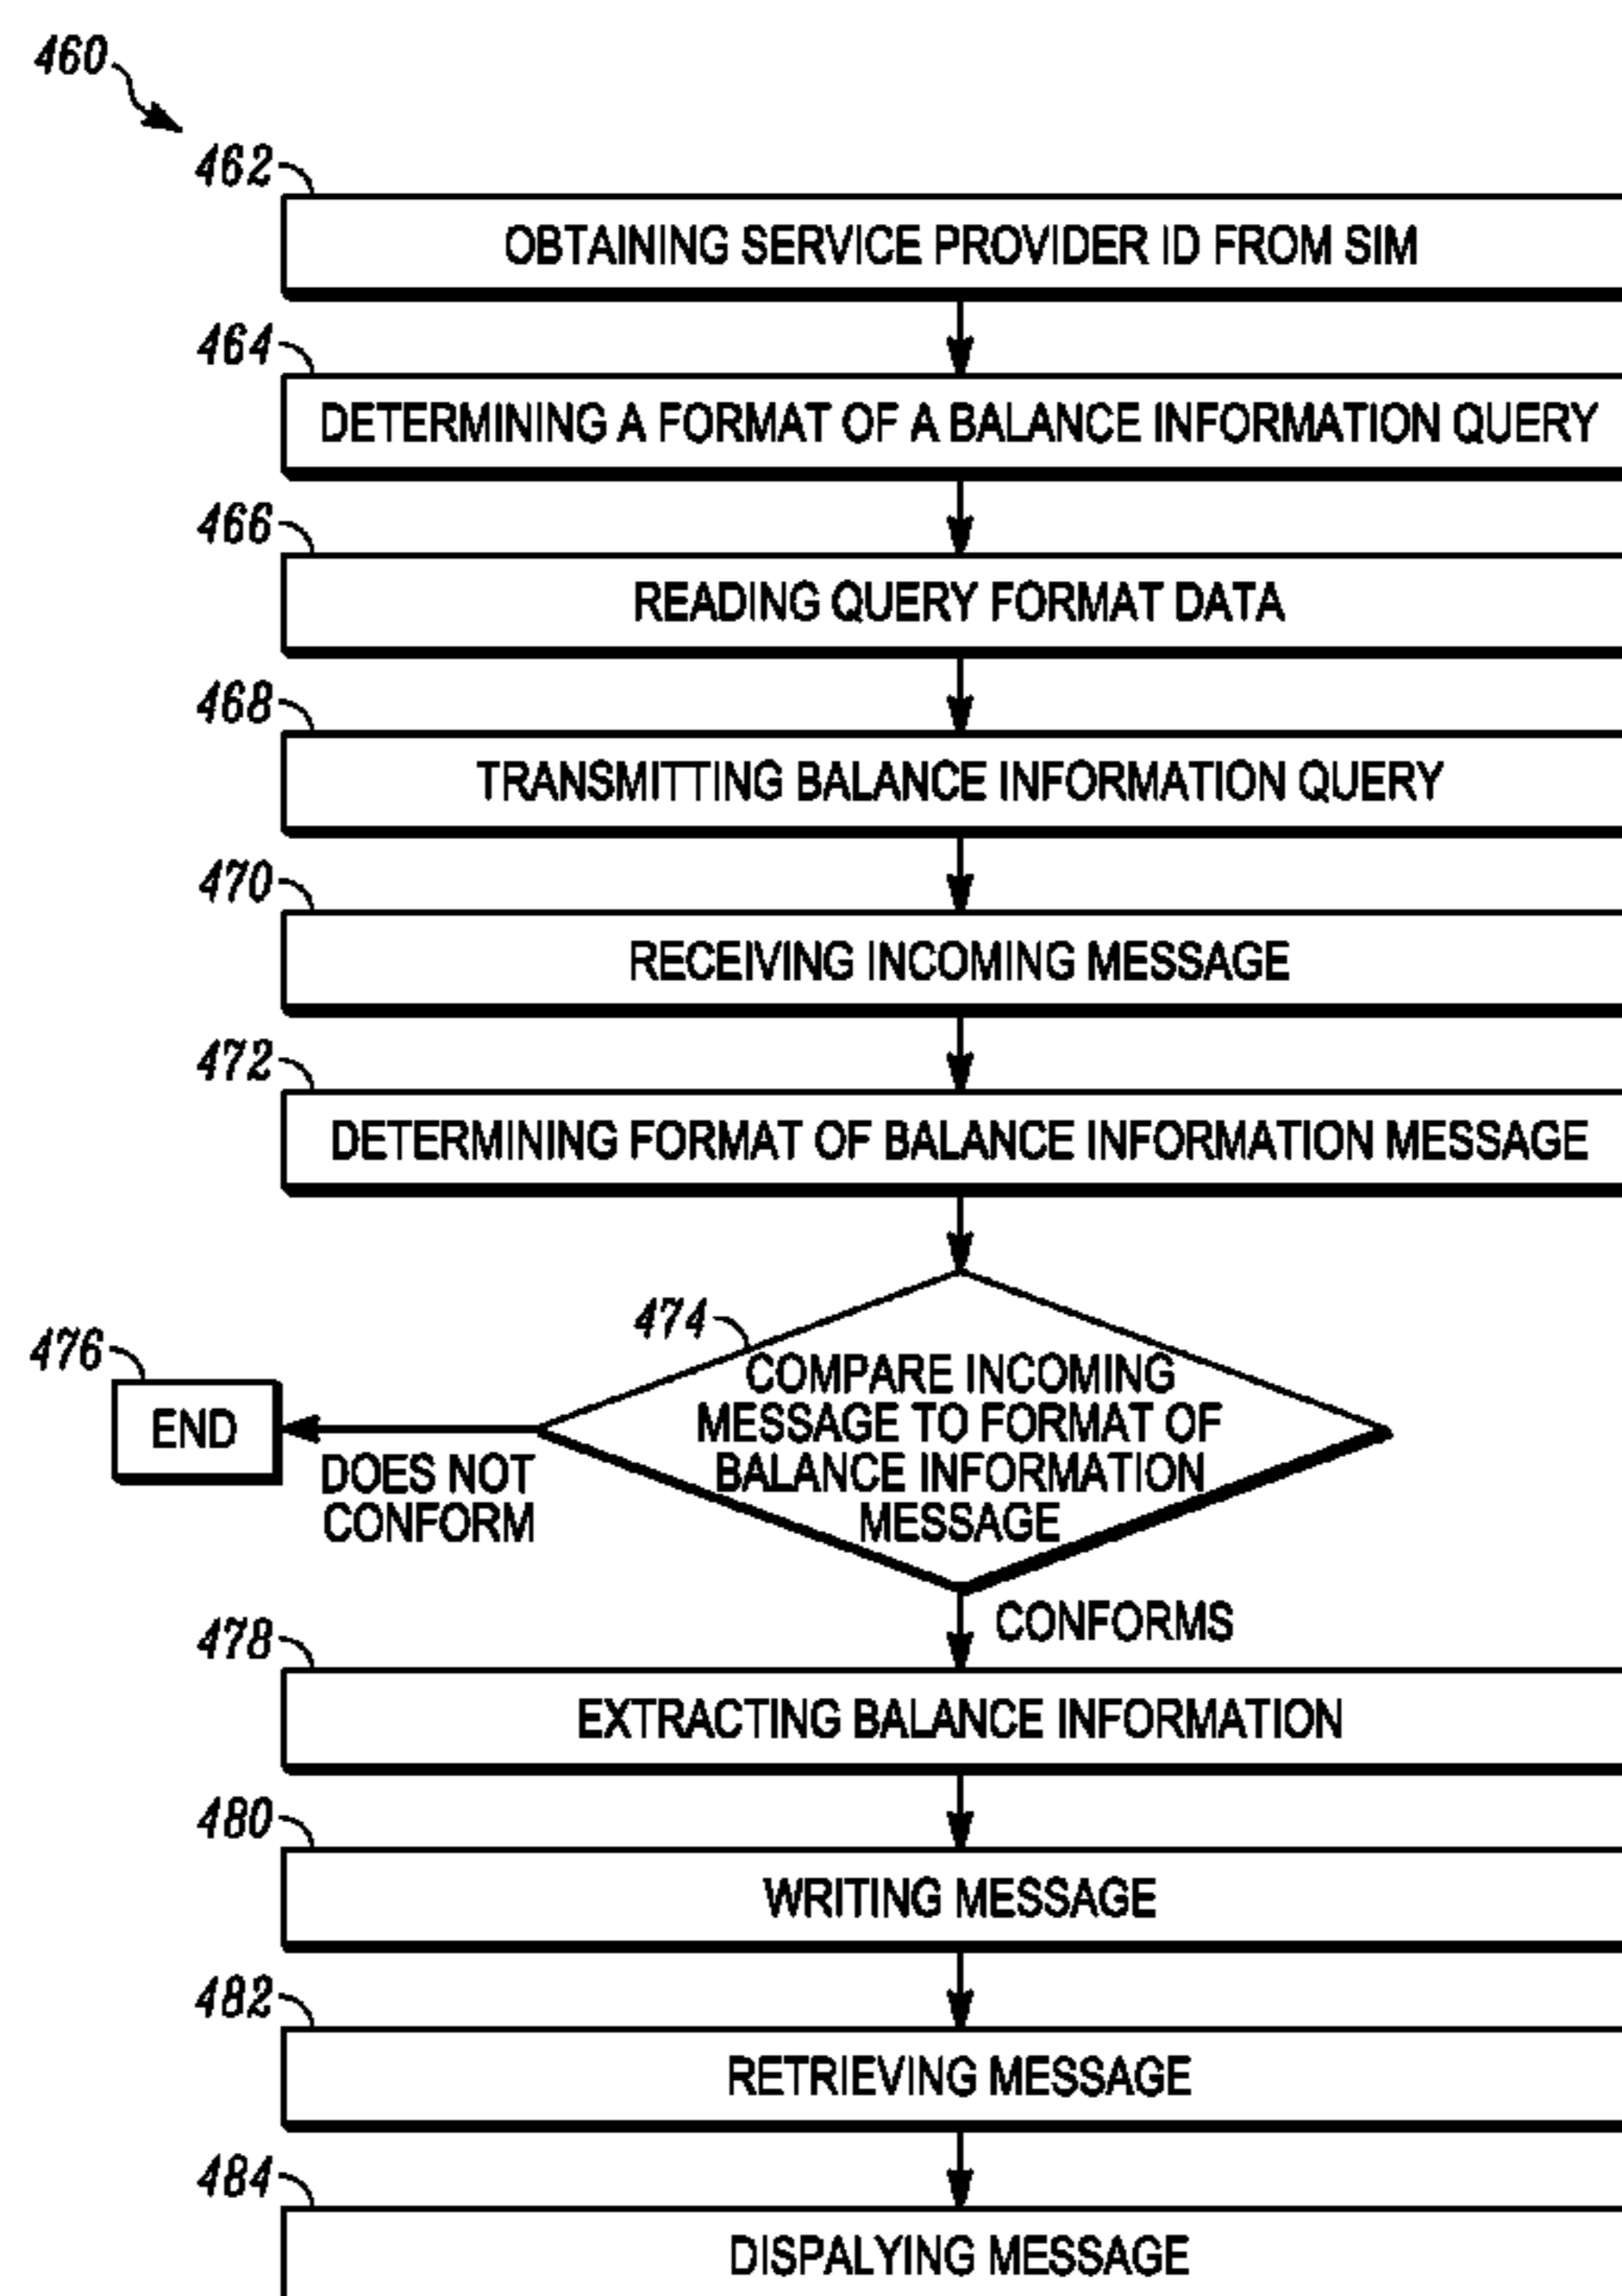 460
462
OBTAINING SERVICE PROVIDER ID FROM SIM
464
DETERMINING A FORMAT OF A BALANCE INFORMATION QUERY
466
READING QUERY FORMAT DATA
468
TRANSMITTING BALANCE INFORMATION QUERY
470
RECEIVING INCOMING MESSAGE
472
DETERMINING FORMAT OF BALANCE INFORMATION MESSAGE
474
COMPARE INCOMING
MESSAGE TO FORMAT OF
BALANCE INFORMATION
MESSAGE
476
END
DOES NOT
CONFORM
CONFORMS
478
EXTRACTING BALANCE INFORMATION
480
WRITING MESSAGE
482
RETRIEVING MESSAGE
484
DISPALYING MESSAGE